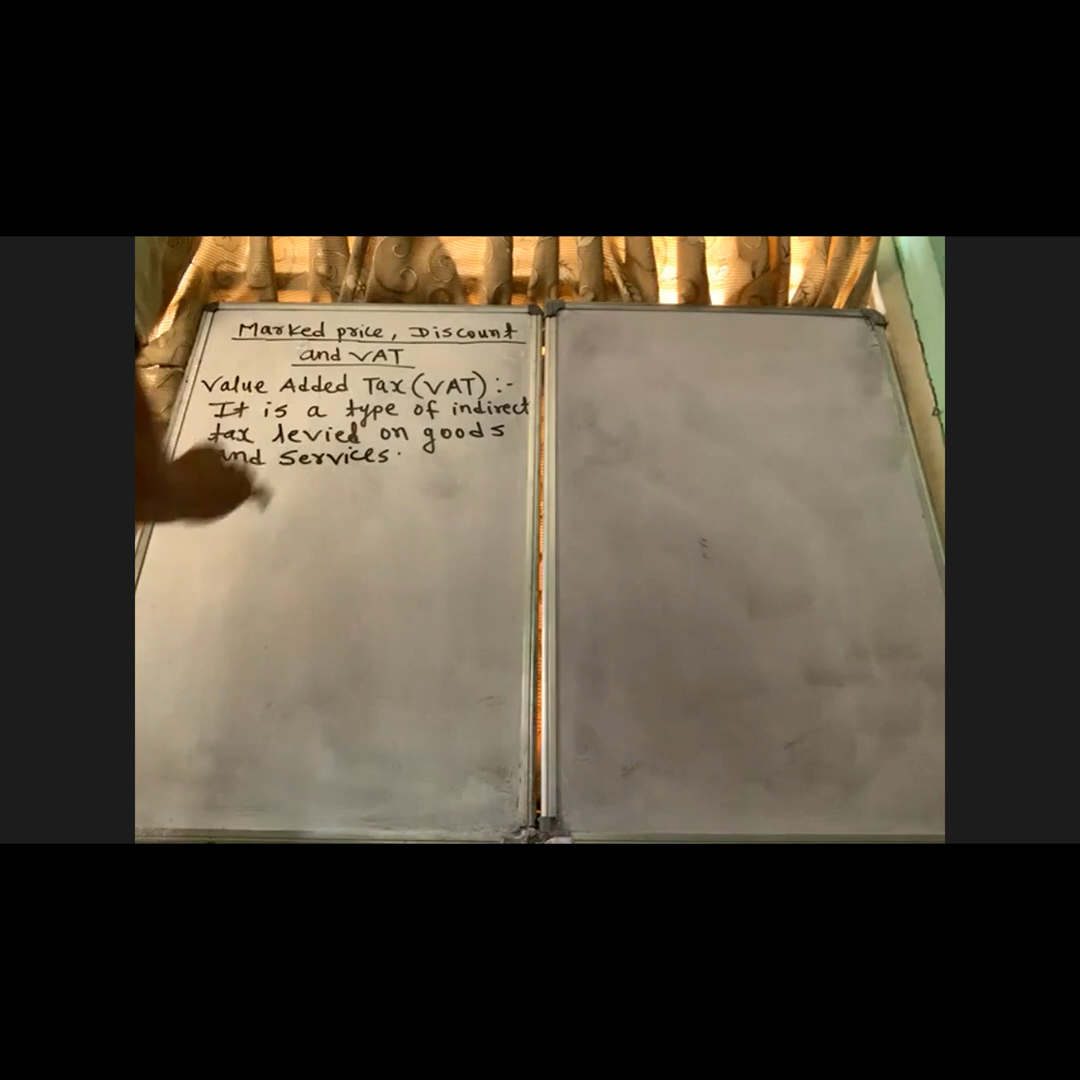 Marked price, Discount
and VAT
Value Added Tax (VAT) :-
It is a type of indirect
tax levied on goods
and services.